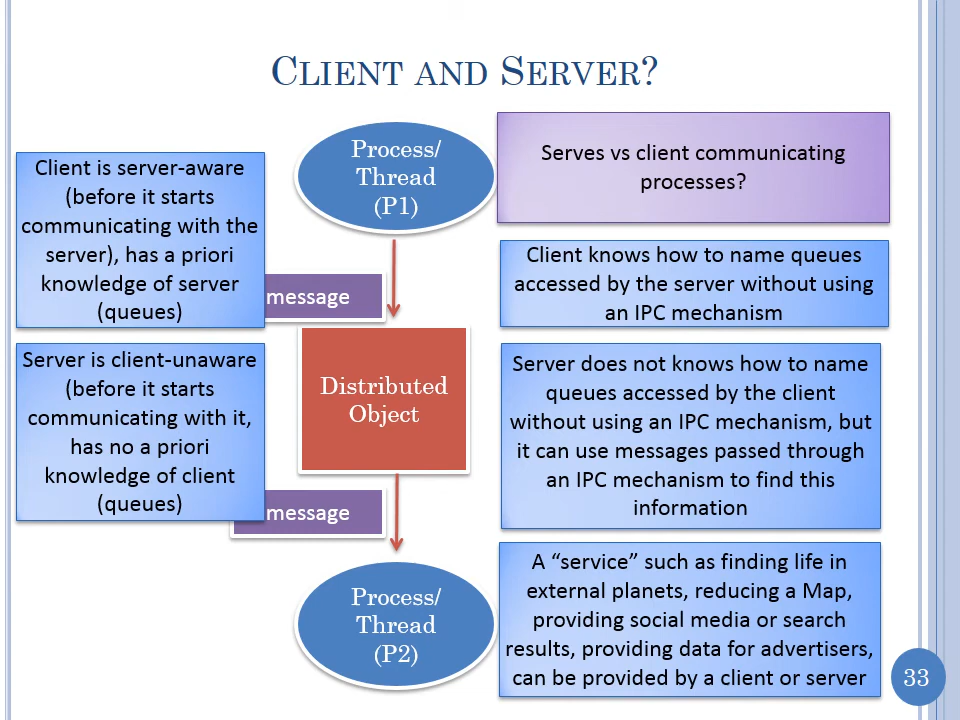 CLIENT AND SERVER?
Client is server-aware
(before it starts
communicating with the
server), has a priori
knowledge of server
(queues)
Process/
Thread
(P1)
Serves vs client communicating
processes?
message
Client knows how to name queues
accessed by the server without using
an IPC mechanism
Server is client-unaware
(before it starts
communicating with it,
has no a priori
knowledge of client
(queues)
Distributed
Object
Server does not knows how to name
queues accessed by the client
without using an IPC mechanism, but
it can use messages passed through
an IPC mechanism to find this
information
message
Process/
Thread
(P2)
A “service” such as finding life in
external planets, reducing a Map,
providing social media or search
results, providing data for advertisers,
can be provided by a client or server
33